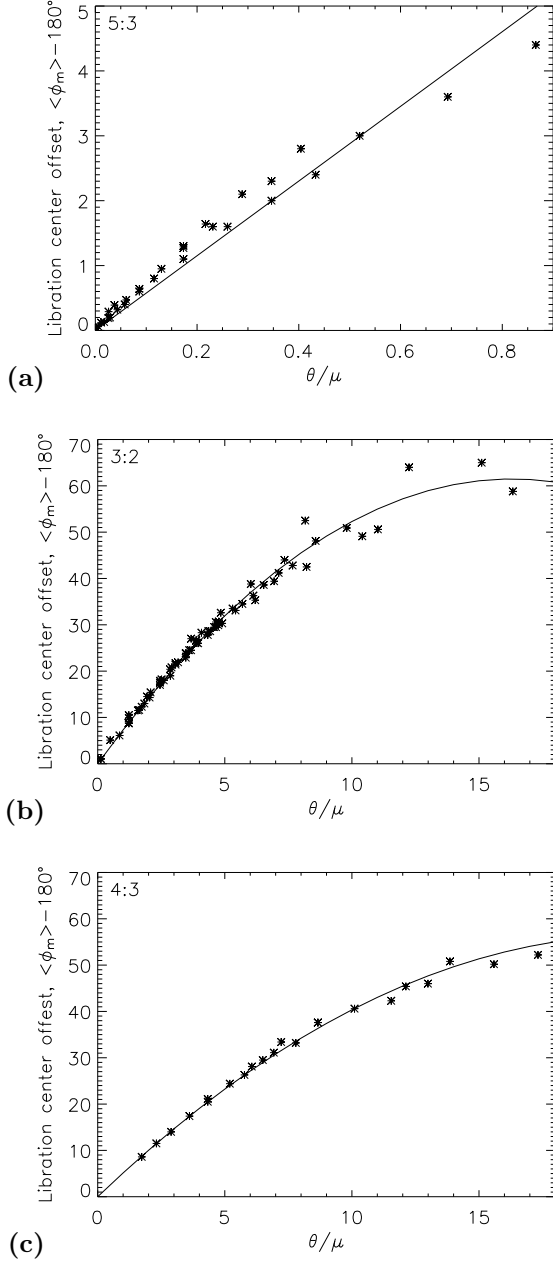 5:3
Libration center offset, <ϕm>−180°
5
4
3
2
1
0
0.0 0.2 0.4 0.6 0.8
θ/μ
(a)
3:2
Libration center offset, <ϕm>−180°
70
60
50
40
30
20
10
0
0 5 10 15
θ/μ
(b)
4:3
Libration center offest, <ϕm>−180°
70
60
50
40
30
20
10
0
0 5 10 15
θ/μ
(c)